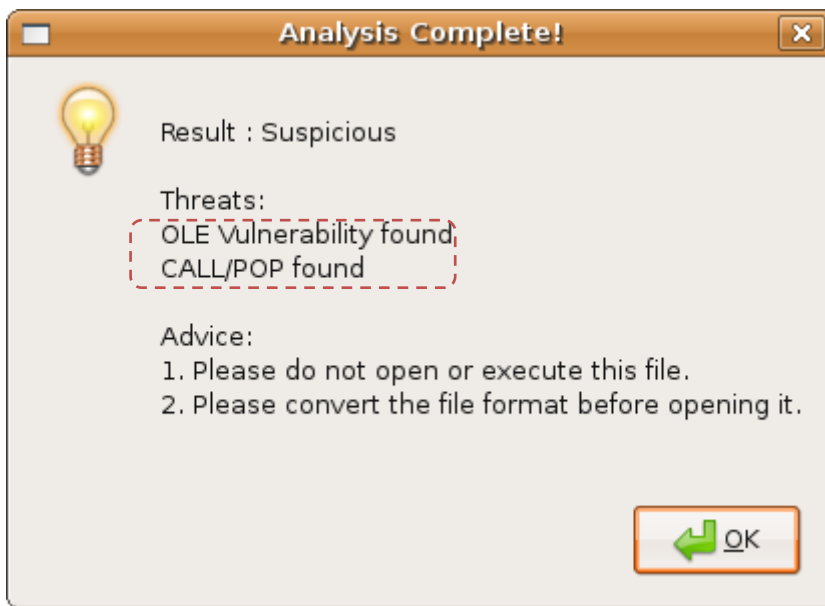 Analysis Complete!
Result : Suspicious
Threats:
OLE Vulnerability found
CALL/POP found
Advice:
1. Please do not open or execute this file.
2. Please convert the file format before opening it.
OK